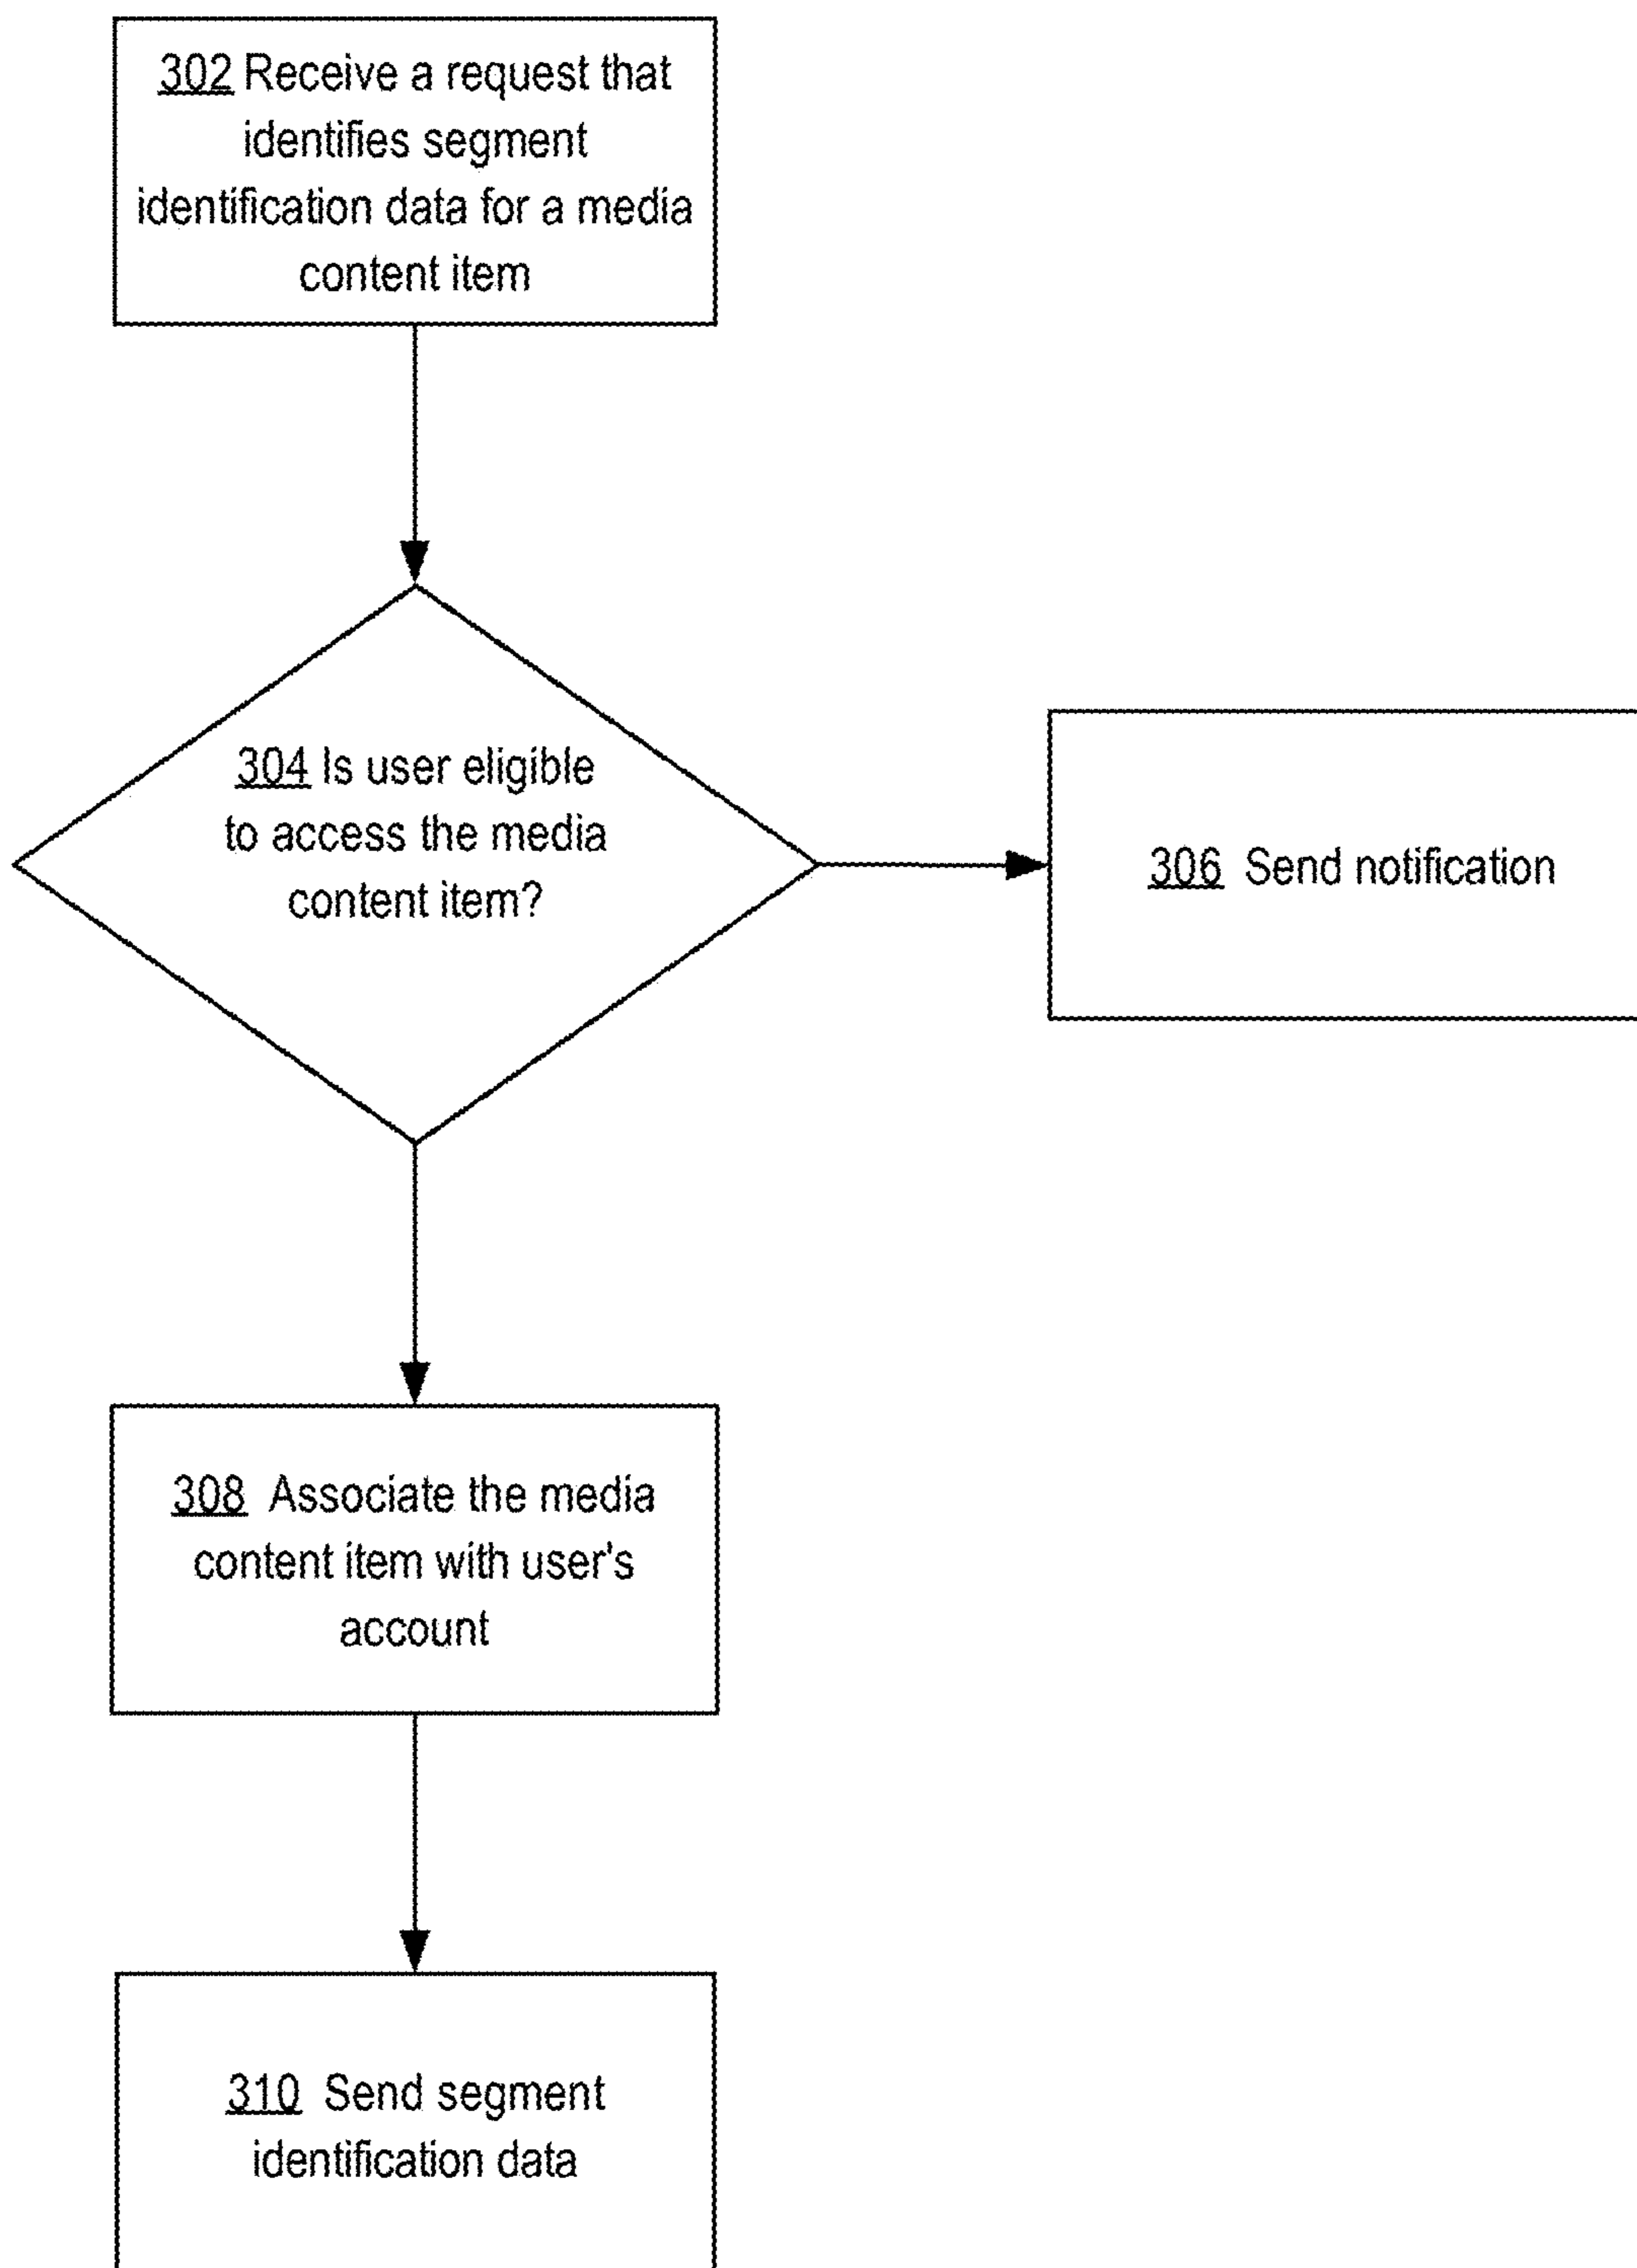 302 Receive a request that
identifies segment
identification data for a media
content item
304 Is user eligible
to access the media
content item?
306 Send notification
308 Associate the media
content item with user's
account
310 Send segment
identification data